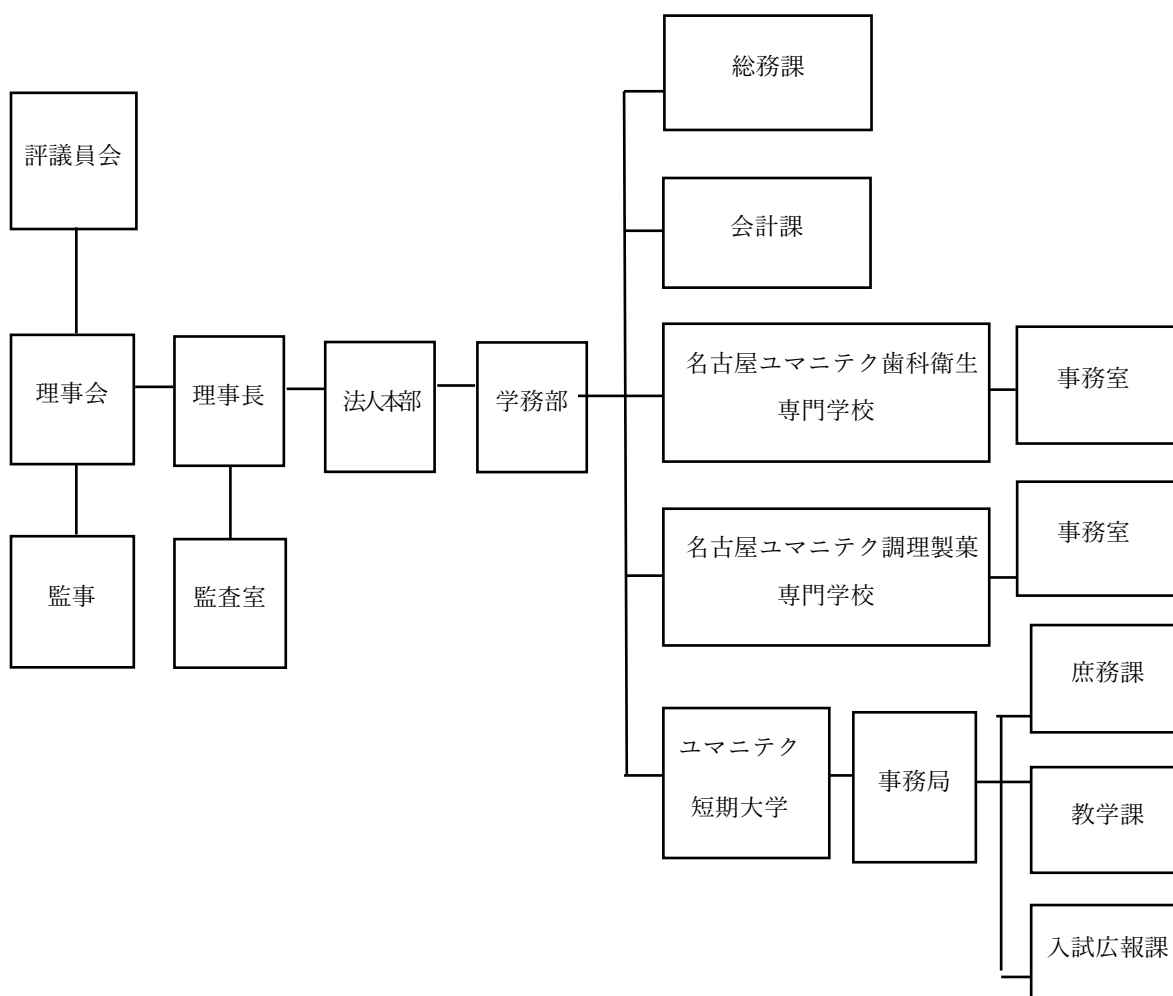 総務課
評議員会
会計課
理事会
理事長
法人本部
学務部
名古屋ユマニテク歯科衛生
専門学校
事務室
監事
監査室
名古屋ユマニテク調理製菓
専門学校
事務室
ユマニテク
短期大学
事務局
庶務課
教学課
入試広報課